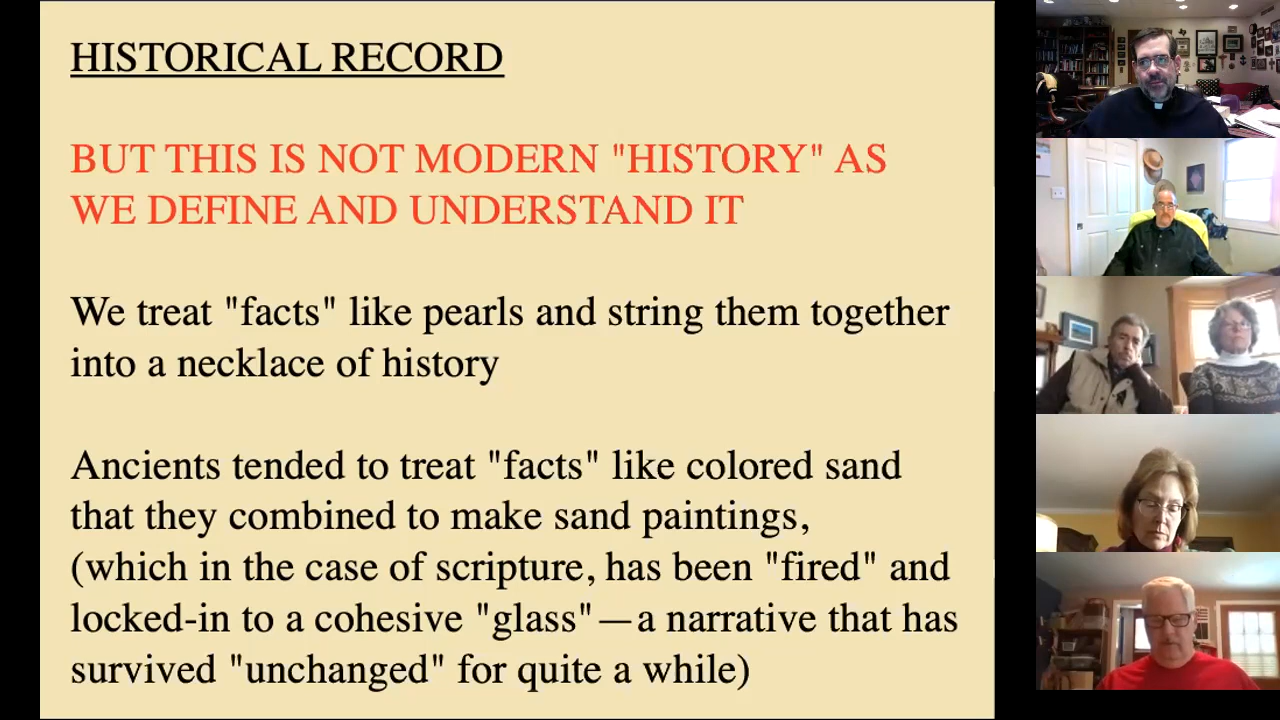 HISTORICAL RECORD
BUT THIS IS NOT MODERN "HISTORY" AS
WE DEFINE AND UNDERSTAND IT
We treat "facts" like pearls and string them together
into a necklace of history
Ancients tended to treat "facts" like colored sand
that they combined to make sand paintings,
(which in the case of scripture, has been "fired" and
locked-in to a cohesive "glass"—a narrative that has
survived "unchanged" for quite a while)